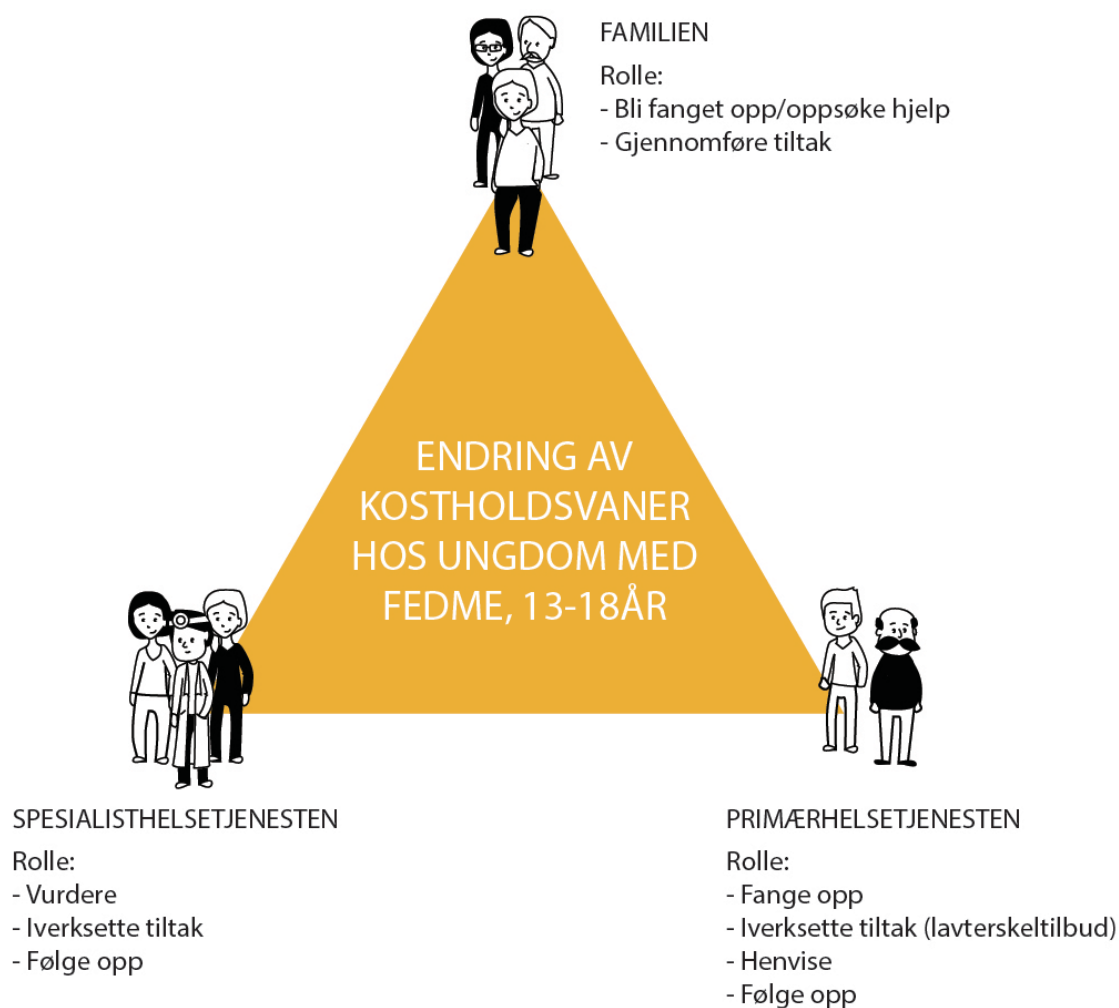 FAMILIEN
Rolle:
- Bli fanget opp/oppsøke hjelp
- Gjennomføre tiltak
ENDRING AV
KOSTHOLDSVANER
HOS UNGDOM MED
FEDME, 13-18ÅR
SPESIALISTHELSETJENESTEN
Rolle:
- Vurdere
- Iverksette tiltak
- Følge opp
PRIMÆRHELSETJENESTEN
Rolle:
- Fange opp
- Iverksette tiltak (lavterskeltilbud)
- Henvise
- Følge opp